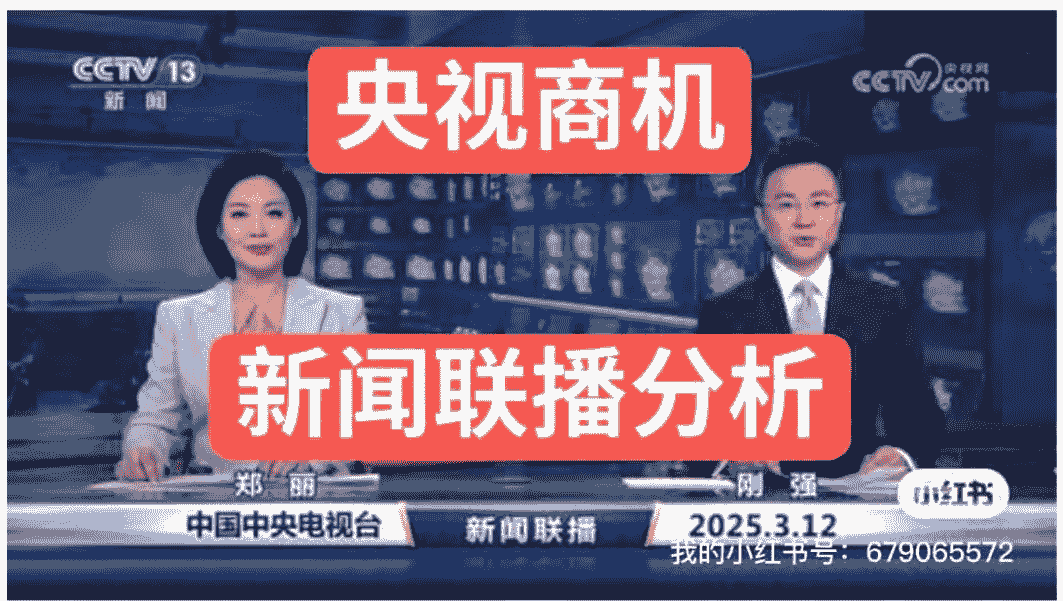 CCTV 13
新闻
央视网
CCTV.com
央视商机
新闻联播分析
郑 丽
刚 强
小红书
中国中央电视台
新闻联播
2025.3.12
我的小红书号：679065572